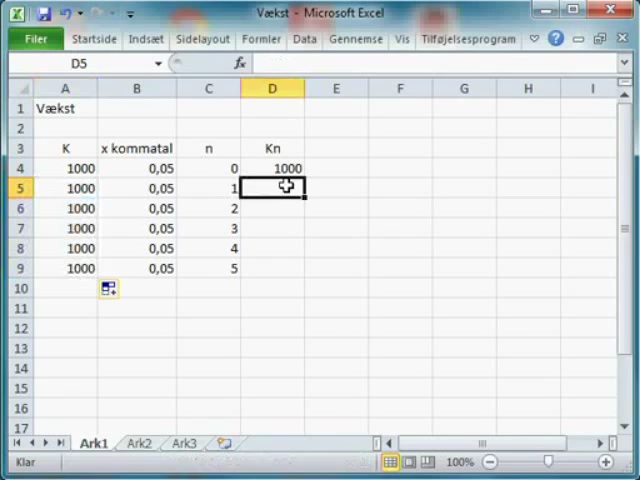 Vækst - Microsoft Excel
Filer Startside Indsæt Sidelayout Formler Data Gennemse Vis Tilføjelsesprogram
D5 fx
A B C D E F G H I
1 Vækst
2
3 K x kommatal n Kn
4 1000 0,05 0 1000
5 1000 0,05 1
6 1000 0,05 2
7 1000 0,05 3
8 1000 0,05 4
9 1000 0,05 5
10
11
12
13
14
15
16
17
Ark1 Ark2 Ark3
Klar 100%